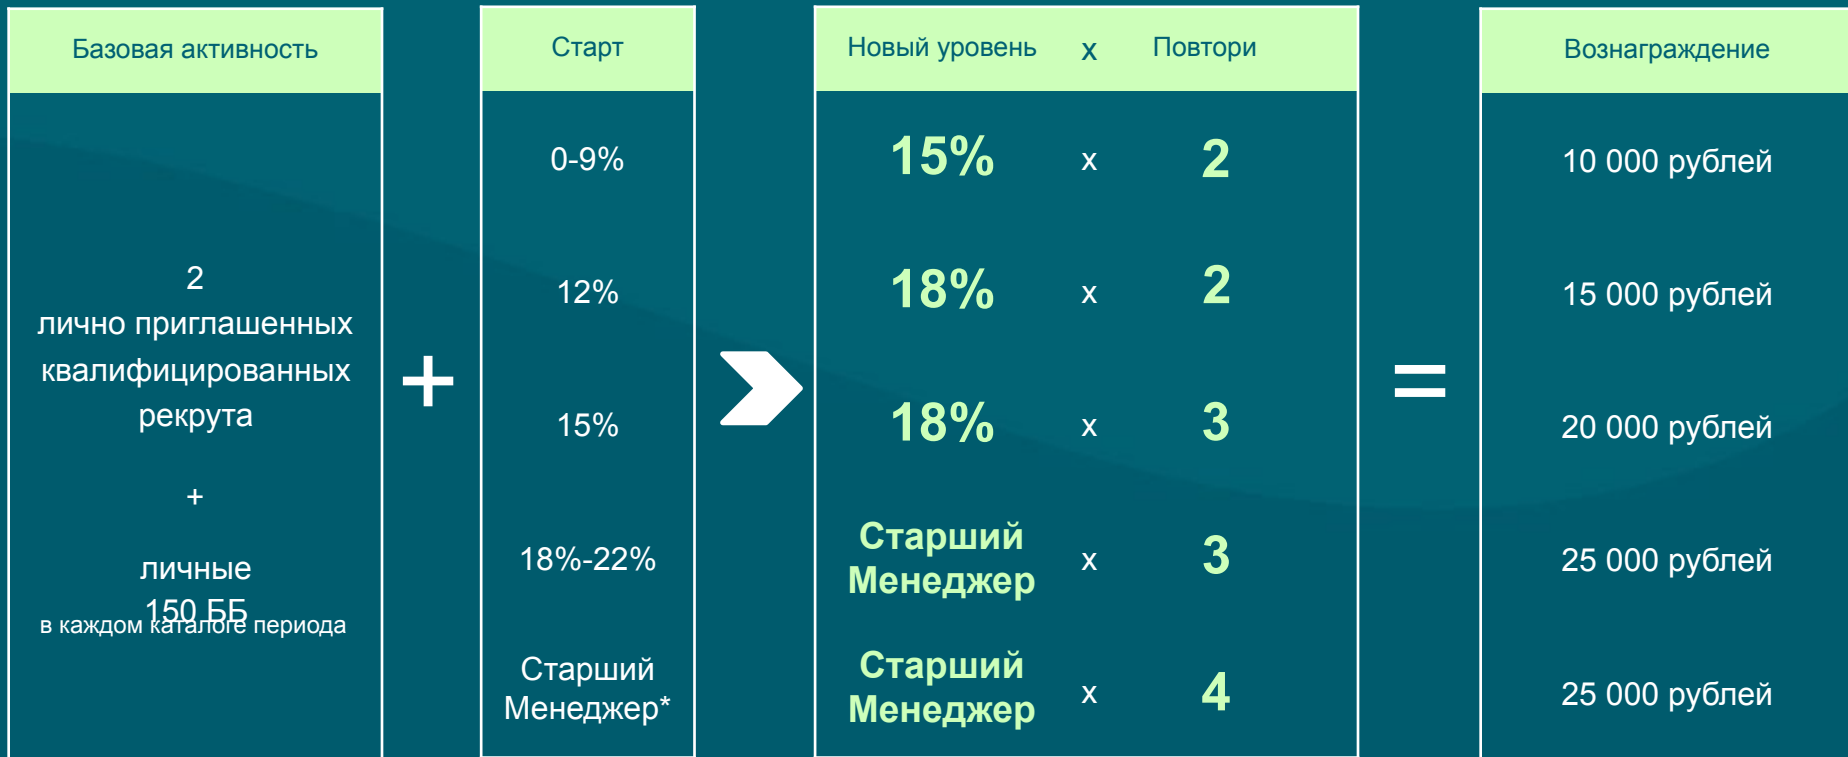 Базовая активность
Старт
Новый уровень x Повтори
Вознаграждение
2
лично приглашенных
квалифицированных
рекрута
+
личные
150 ББ
в каждом каталоге периода
+
0-9%
12%
15%
18%-22%
Старший
Менеджер*
15% x 2
18% x 2
18% x 3
Старший
Менеджер x 3
Старший
Менеджер x 4
=
10 000 рублей
15 000 рублей
20 000 рублей
25 000 рублей
25 000 рублей